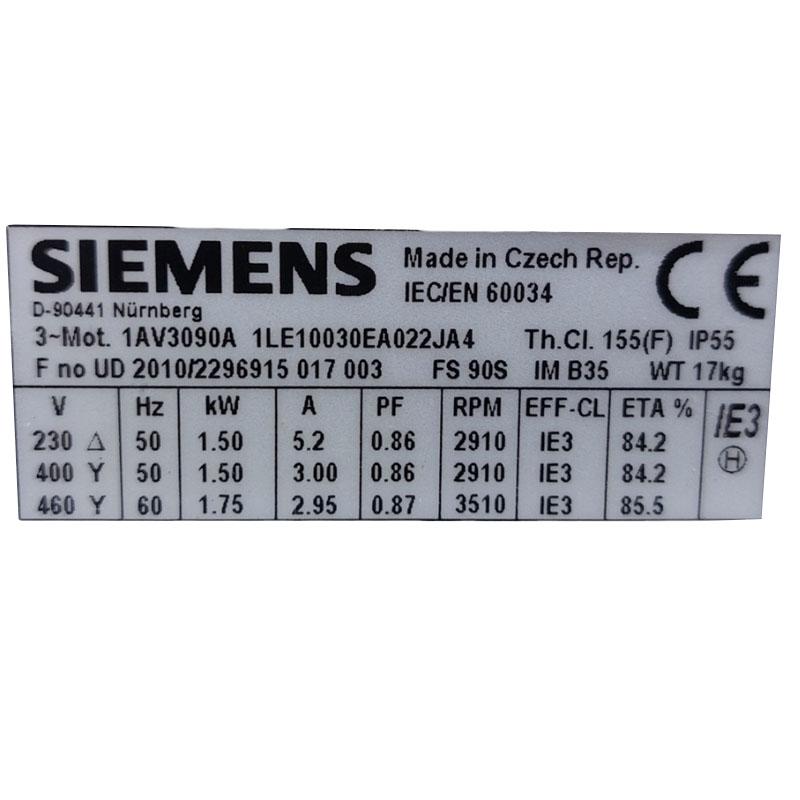 SIEMENS Made in Czech Rep. CE
IEC/EN 60034
D-90441 Nürnberg
3~Mot. 1AV3090A 1LE10030EA022JA4 Th.Cl. 155(F) IP55
F no UD 2010/2296915 017 003 FS 90S IM B35 WT 17kg
V Hz kW A PF RPM EFF-CL ETA % IE3
230 Δ 50 1.50 5.2 0.86 2910 IE3 84.2
H
400 Y 50 1.50 3.00 0.86 2910 IE3 84.2
460 Y 60 1.75 2.95 0.87 3510 IE3 85.5